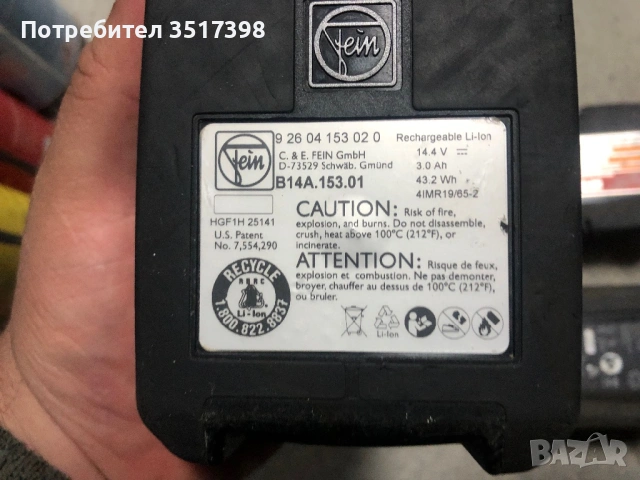 Потребител 3517398
Fein
Fein
9 26 04 153 02 0
Rechargeable Li-Ion
C. & E. FEIN GmbH
14.4 V
D-73529 Schwäb. Gmünd
3.0 Ah
B14A.153.01
43.2 Wh
4IMR19/65-2
HGF1H 25141
U.S. Patent
No. 7,554,290
CAUTION: Risk of fire,
explosion, and burns. Do not disassemble,
crush, heat above 100°C (212°F), or
incinerate.
ATTENTION: Risque de feux,
explosion et combustion. Ne pas demonter,
broyer, chauffer au dessus de 100°C (212°F),
ou bruler.
RECYCLE
RBRC
Li-Ion
1.800.822.8837
Li-Ion
BAZAR